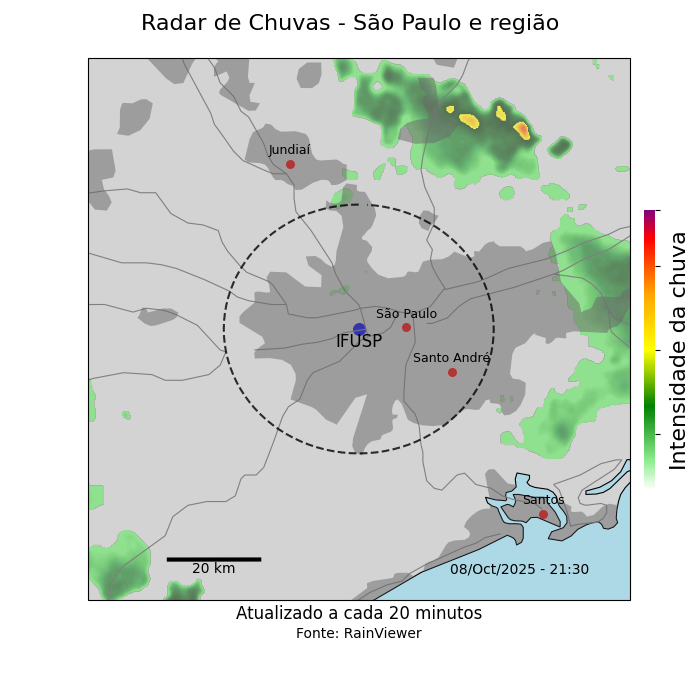 Radar de Chuvas - São Paulo e região
Jundiaí
São Paulo
IFUSP
Santo André
Intensidade da chuva
Santos
20 km
08/Oct/2025 - 21:30
Atualizado a cada 20 minutos
Fonte: RainViewer